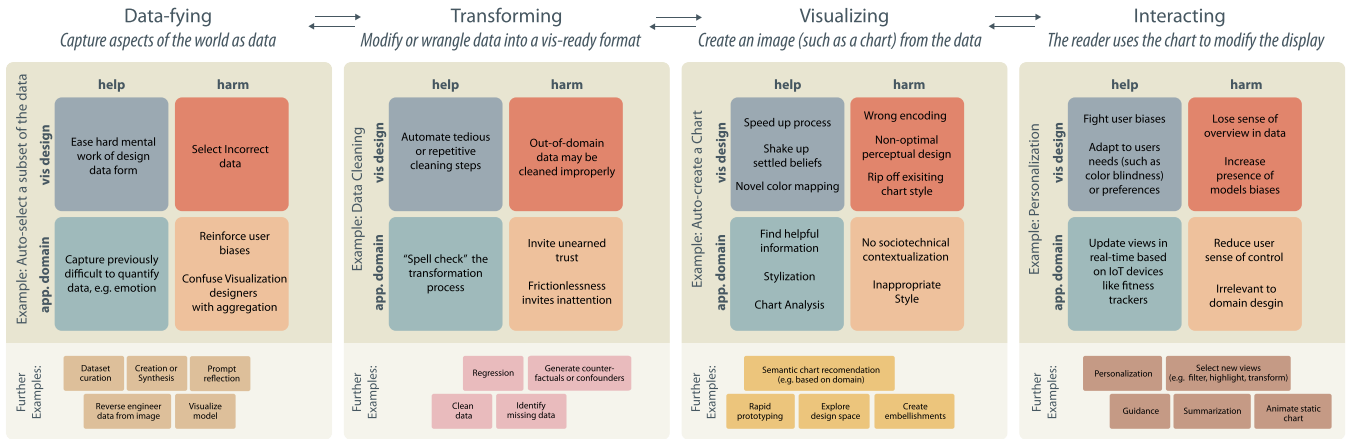 Data-fying
Capture aspects of the world as data
Transforming
Modify or wrangle data into a vis-ready format
Visualizing
Create an image (such as a chart) from the data
Interacting
The reader uses the chart to modify the display
Example: Auto-select a subset of the data
help
harm
vis design
Ease hard mental
work of design
data form
Select Incorrect
data
app. domain
Capture previously
difficult to quantify
data, e.g. emotion
Reinforce user
biases
Confuse Visualization
designers
with aggregation
Further
Examples:
Dataset
curation
Creation or
Synthesis
Prompt
reflection
Reverse engineer
data from image
Visualize
model
Example: Data Cleaning
help
harm
vis design
Automate tedious
or repetitive
cleaning steps
Out-of-domain
data may be
cleaned improperly
app. domain
“Spell check” the
transformation
process
Invite unearned
trust
Frictionlessness
invites inattention
Further
Examples:
Regression
Generate counter-
factuals or confounders
Clean
data
Identify
missing data
Example: Auto-create a Chart
help
harm
vis design
Speed up process
Shake up
settled beliefs
Novel color mapping
Wrong encoding
Non-optimal
perceptual design
Rip off exisiting
chart style
app. domain
Find helpful
information
Stylization
Chart Analysis
No sociotechnical
contextualization
Inappropriate
Style
Further
Examples:
Semantic chart recomendation
(e.g. based on domain)
Rapid
prototyping
Explore
design space
Create
embellishments
Example: Personalization
help
harm
vis design
Fight user biases
Adapt to users
needs (such as
color blindness)
or preferences
Lose sense of
overview in data
Increase
presence of
models biases
app. domain
Update views in
real-time based
on IoT devices
like fitness
trackers
Reduce user
sense of control
Irrelevant to
domain desgin
Further
Examples:
Personalization
Select new views
(e.g. filter, highlight, transform)
Guidance
Summarization
Animate static
chart